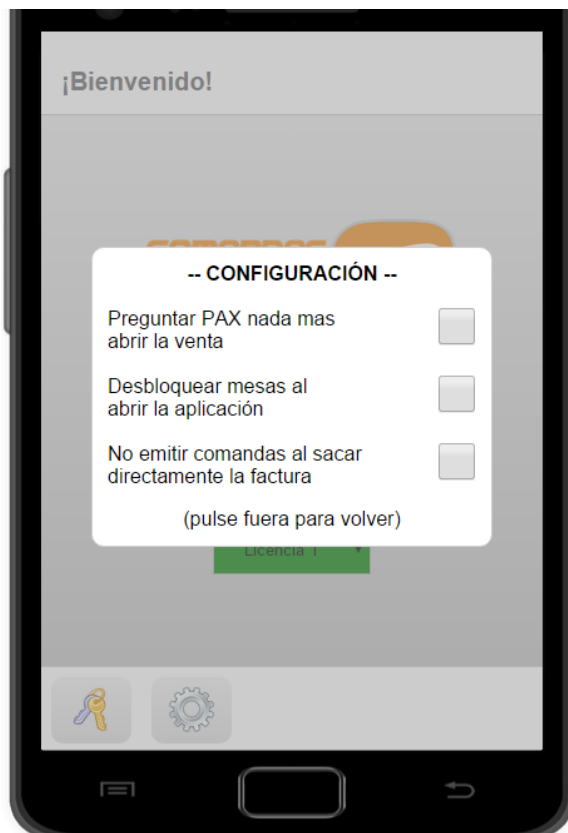 ¡Bienvenido!
-- CONFIGURACIÓN --
Preguntar PAX nada mas
abrir la venta
Desbloquear mesas al
abrir la aplicación
No emitir comandas al sacar
directamente la factura
(pulse fuera para volver)
Licencia 1